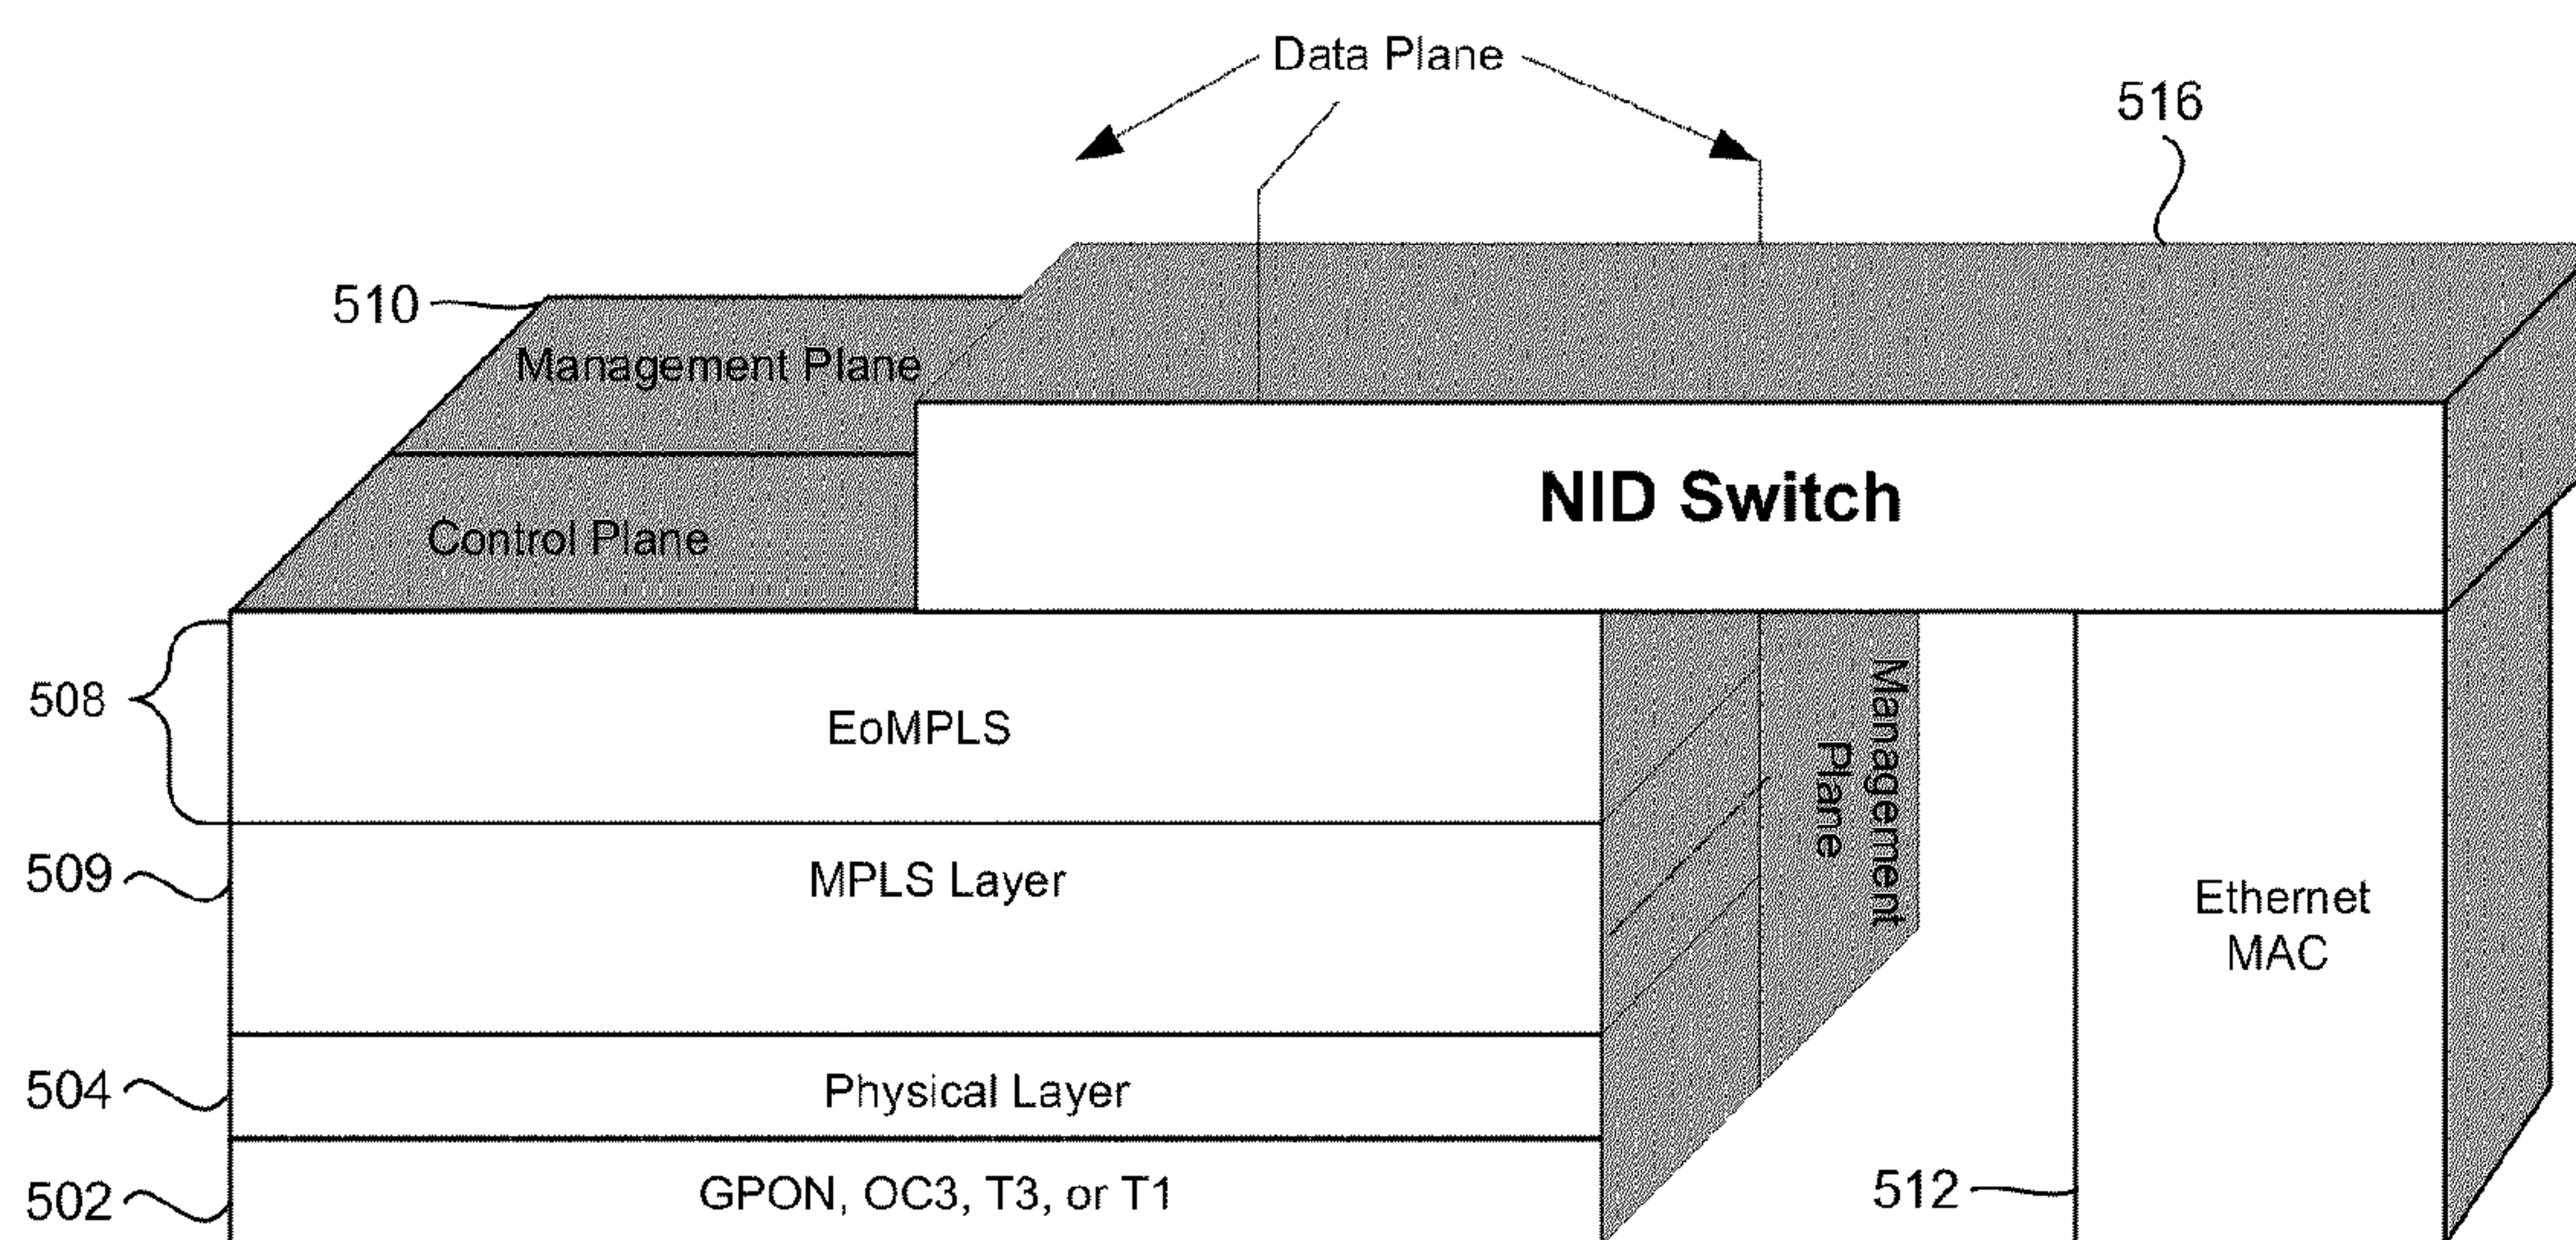 Data Plane
516
510
Management Plane
Control Plane
NID Switch
508
EoMPLS
Management
Plane
509
MPLS Layer
Ethernet
MAC
504
Physical Layer
502
GPON, OC3, T3, or T1
512